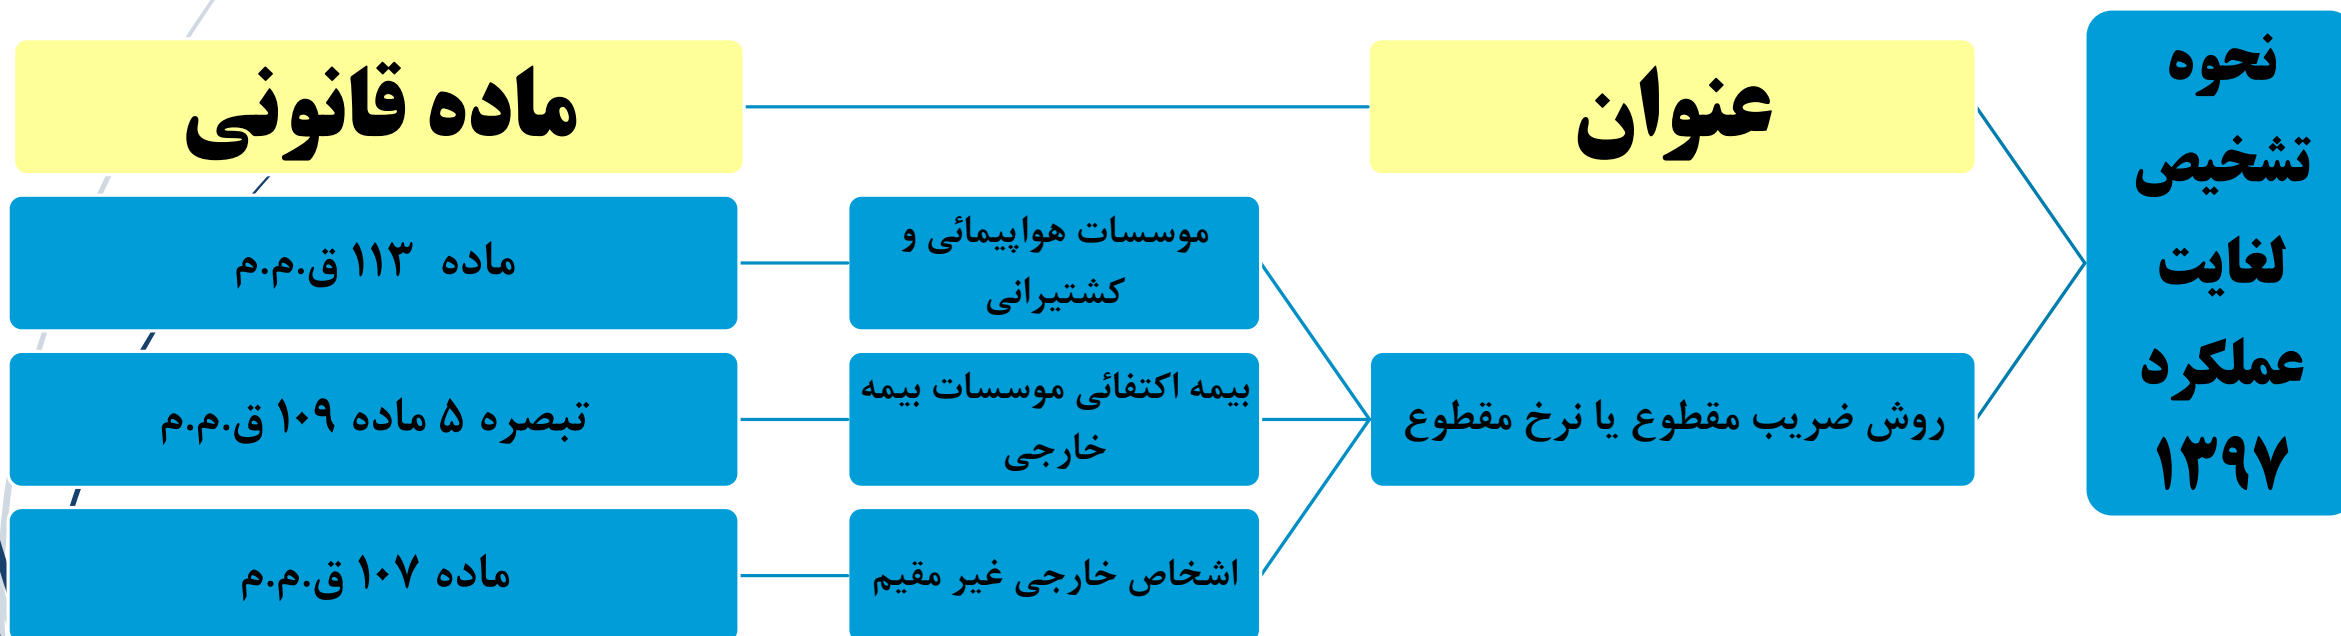 نحوه
تشخیص
لغایت
عملکرد
۱۳۹۷
عنوان
ماده قانونی
روش ضریب مقطوع یا نرخ مقطوع
موسسات هواپیمائی و
کشتیرانی
ماده ۱۱۳ ق.م.م
بیمه اکتفائی موسسات بیمه
خارجی
تبصره ۵ ماده ۱۰۹ ق.م.م
اشخاص خارجی غیر مقیم
ماده ۱۰۷ ق.م.م